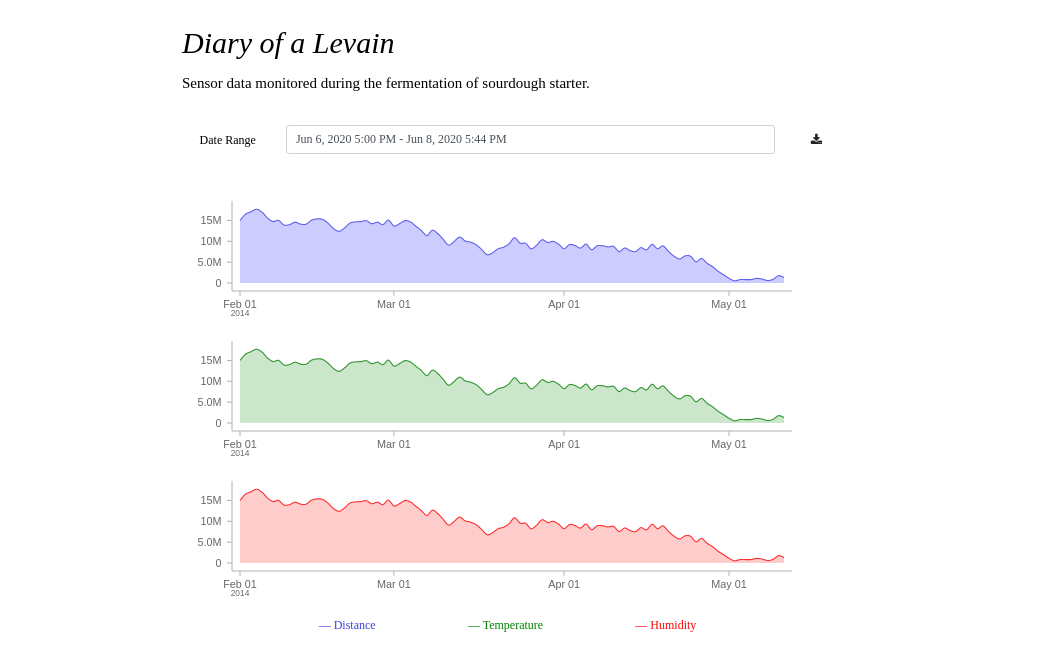 Diary of a Levain
Sensor data monitored during the fermentation of sourdough starter.
Date Range
Jun 6, 2020 5:00 PM - Jun 8, 2020 5:44 PM
15M
10M
5.0M
0
Feb 01 Mar 01 Apr 01 May 01
2014
15M
10M
5.0M
0
Feb 01 Mar 01 Apr 01 May 01
2014
15M
10M
5.0M
0
Feb 01 Mar 01 Apr 01 May 01
2014
— Distance — Temperature — Humidity